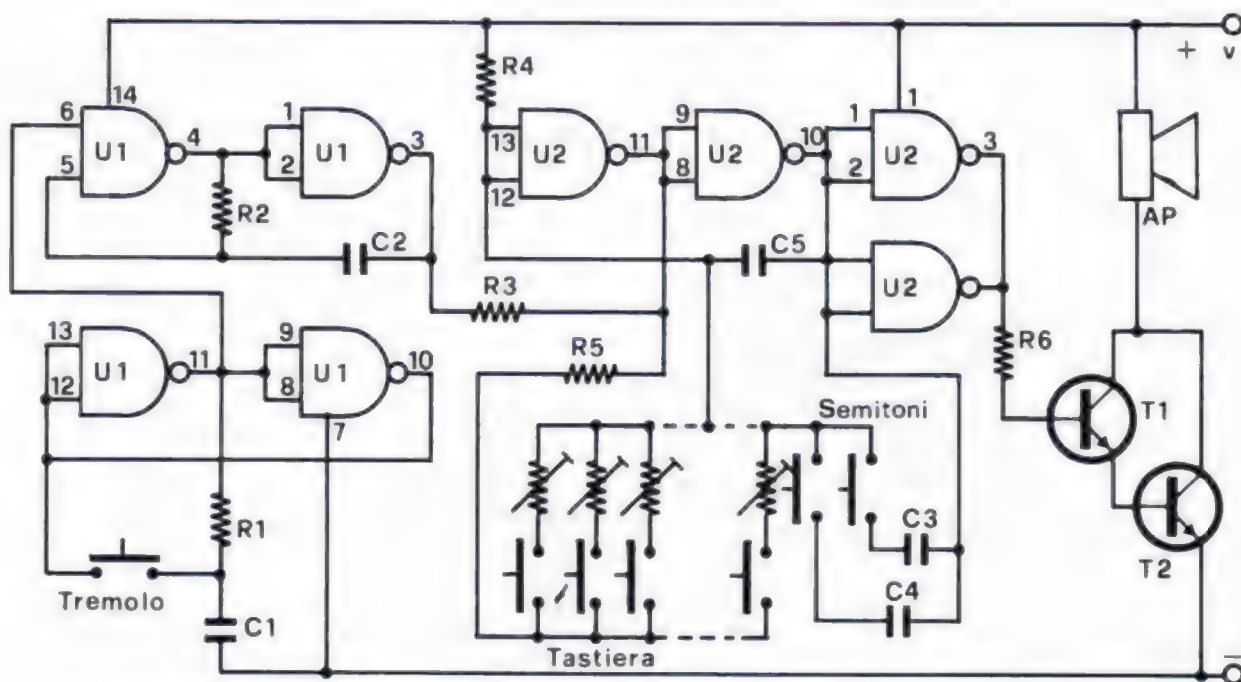 + v
14
6
4
5
U1
1
2
3
U1
R2
C2
R4
13
11
12
U2
9
10
8
U2
1
1
3
2
U2
C5
U2
AP
R3
R5
R6
13
11
12
U1
9
10
8
U1
7
R1
Tremolo
C1
Semitoni
C3
C4
Tastiera
T1
T2
–